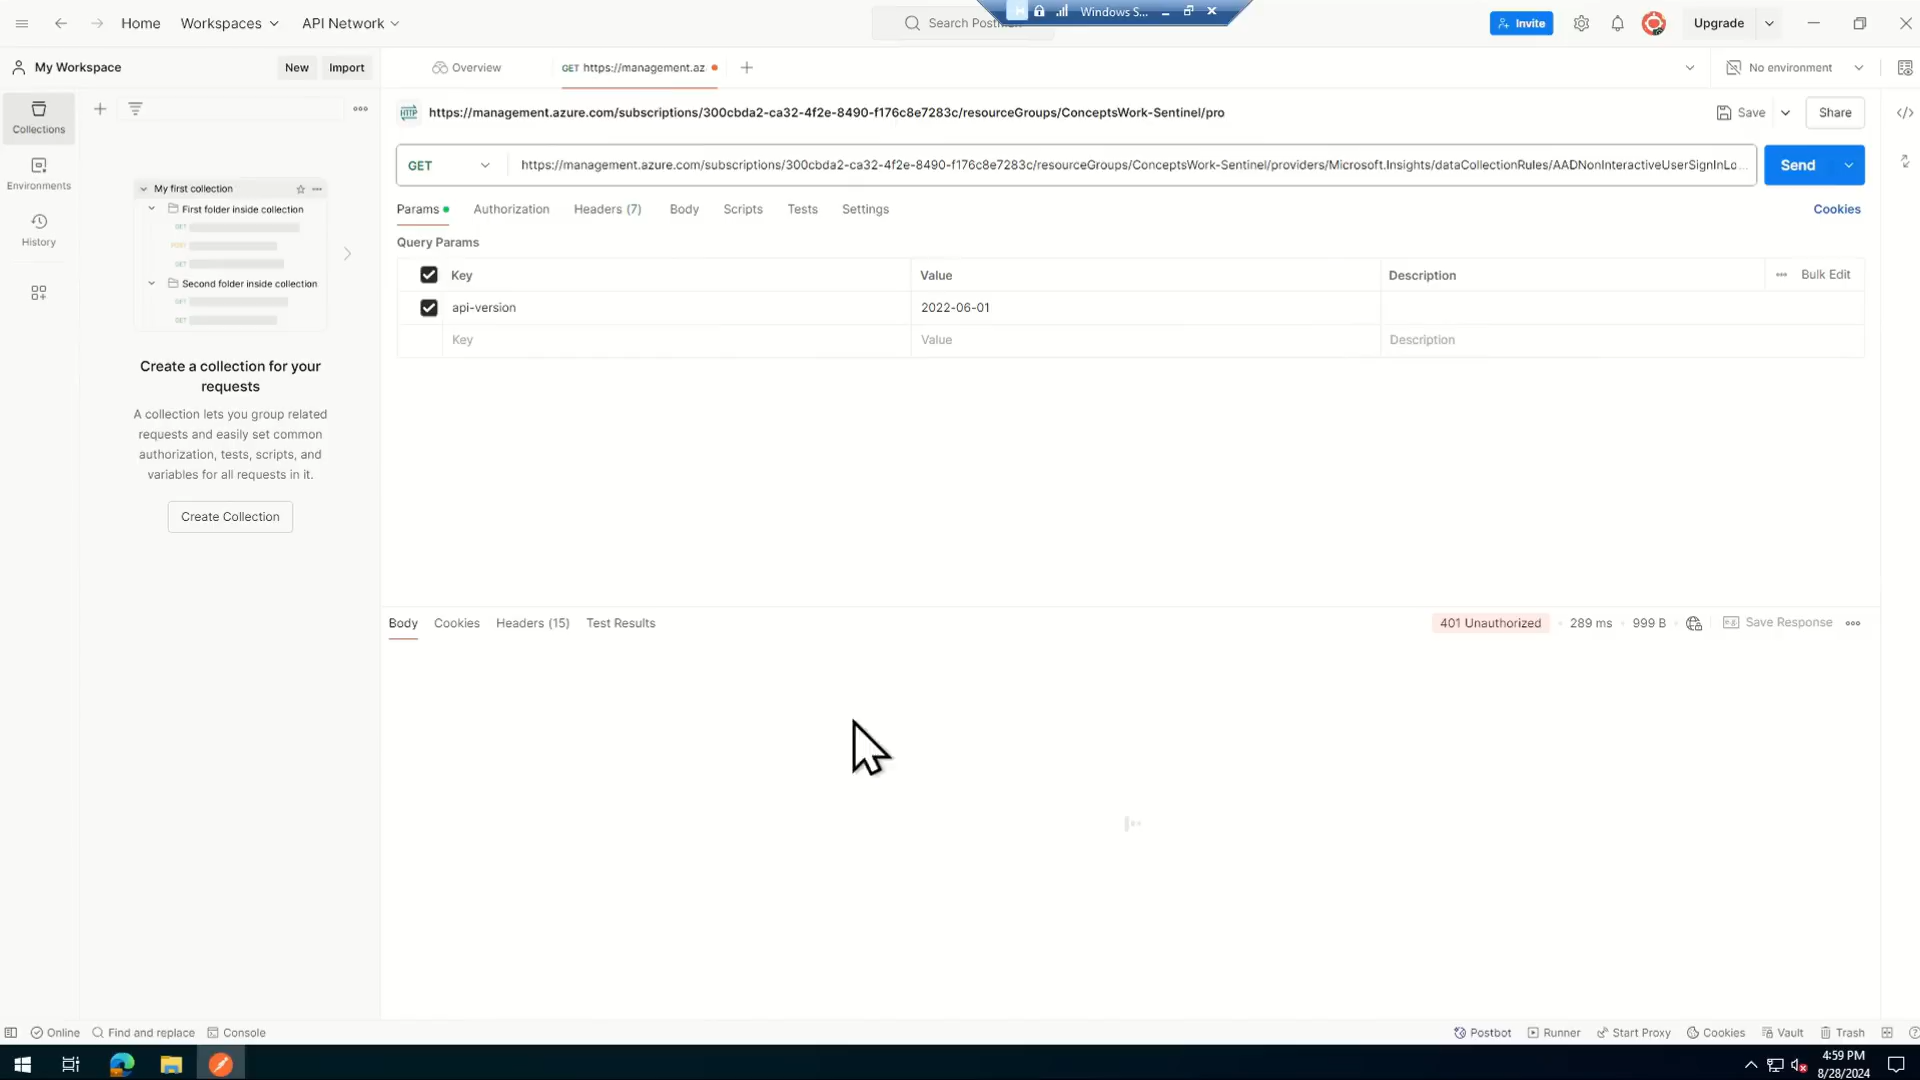 Home
Workspaces
API Network
Search Postm
Windows S...
Invite
Upgrade
My Workspace
New
Import
Overview
GET https://management.az
No environment
Collections
Environments
History
https://management.azure.com/subscriptions/300cbda2-ca32-4f2e-8490-f176c8e7283c/resourceGroups/ConceptsWork-Sentinel/pro
Save
Share
GET
https://management.azure.com/subscriptions/300cbda2-ca32-4f2e-8490-f176c8e7283c/resourceGroups/ConceptsWork-Sentinel/providers/Microsoft.Insights/dataCollectionRules/AADNonInteractiveUserSignInLo...
Send
My first collection
First folder inside collection
GET
POST
GET
Second folder inside collection
GET
GET
Create a collection for your
requests
A collection lets you group related
requests and easily set common
authorization, tests, scripts, and
variables for all requests in it.
Create Collection
Params
Authorization
Headers (7)
Body
Scripts
Tests
Settings
Cookies
Query Params
Key
Value
Description
Bulk Edit
api-version
2022-06-01
Key
Value
Description
Body
Cookies
Headers (15)
Test Results
401 Unauthorized
289 ms
999 B
Save Response
Online
Find and replace
Console
Postbot
Runner
Start Proxy
Cookies
Vault
Trash
4:59 PM
8/28/2024